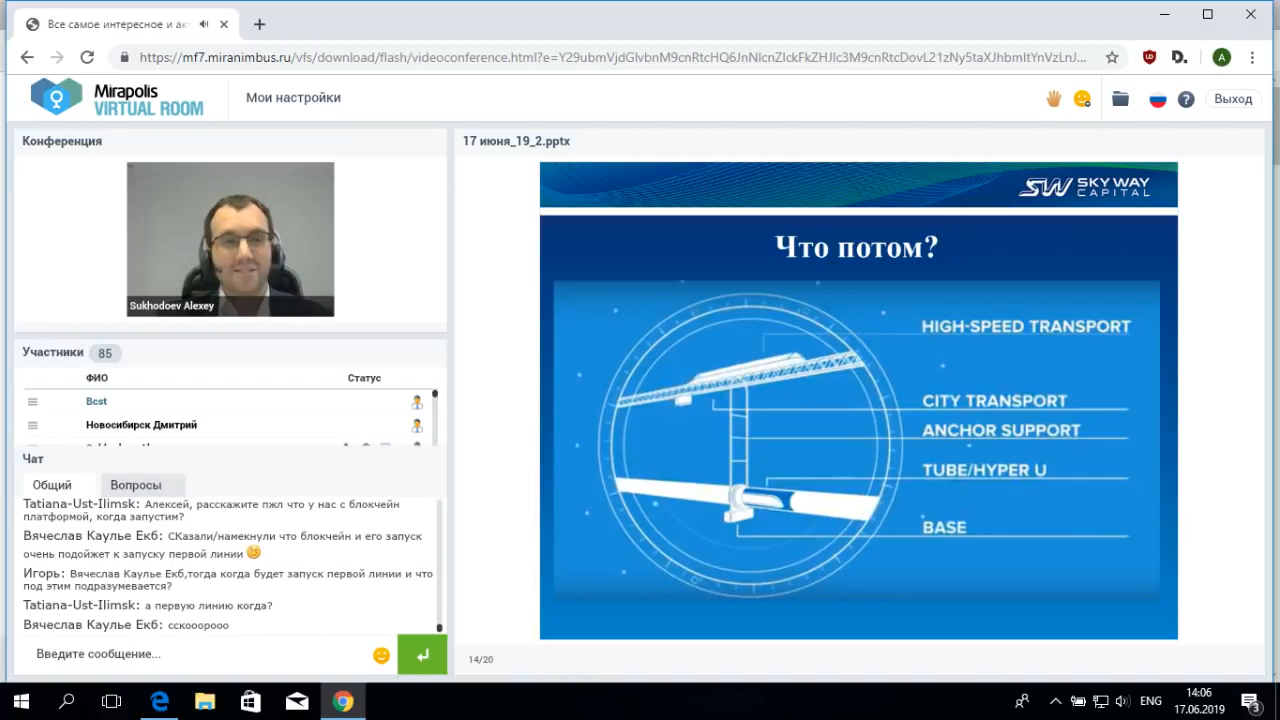 Все самое интересное и ак
https://mf7.miranimbus.ru/vfs/download/flash/videoconference.html?e=Y29ubmVjdGlvbnM9cnRtcHQ6JnNlcnZlckFkZHJlc3M9cnRtcDovL21zNy5taXJhbmltYnVzLnJ...
A
Mirapolis
VIRTUAL ROOM
Мои настройки
Выход
Конференция
17 июня_19_2.pptx
Sukhodoev Alexey
SW SKY WAY
CAPITAL
Что потом?
HIGH-SPEED TRANSPORT
CITY TRANSPORT
ANCHOR SUPPORT
TUBE/HYPER U
BASE
Участники 85
ФИО Статус
Bcst
Новосибирск Дмитрий
Чат
Общий Вопросы
Tatiana-Ust-Ilimsk: Алексей, расскажите пжл что у нас с блокчейн
платформой, когда запустим?
Вячеслав Каулье Екб: СКазали/намекнули что блокчейн и его запуск
очень подойжет к запуску первой линии
Игорь: Вячеслав Каулье Екб,тогда когда будет запуск первой линии и что
под этим подразумевается?
Tatiana-Ust-Ilimsk: а первую линию когда?
Вячеслав Каулье Екб: сскооорооо
Введите сообщение...
14/20
ENG
14:06
17.06.2019
3